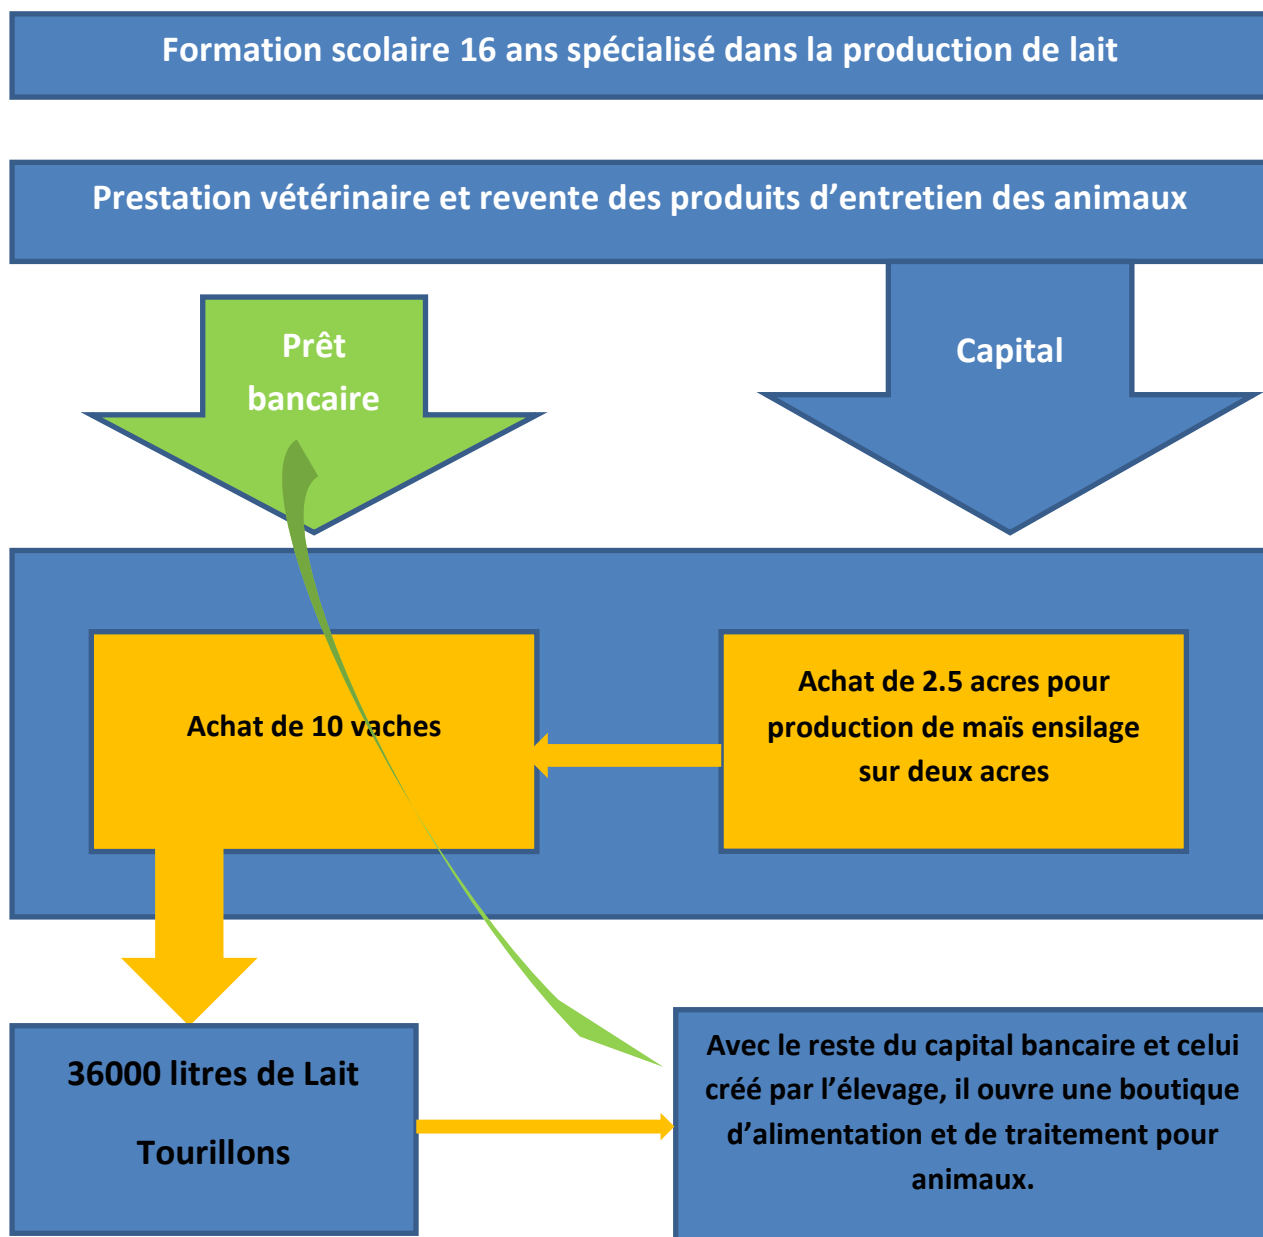 Formation scolaire 16 ans spécialisé dans la production de lait
Prestation vétérinaire et revente des produits d’entretien des animaux
Prêt
bancaire
Capital
Achat de 10 vaches
Achat de 2.5 acres pour
production de maïs ensilage
sur deux acres
36000 litres de Lait
Tourillons
Avec le reste du capital bancaire et celui
créé par l’élevage, il ouvre une boutique
d’alimentation et de traitement pour
animaux.